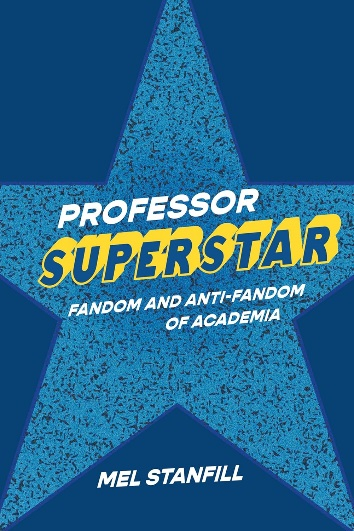 PROFESSOR
SUPERSTAR
FANDOM AND ANTI-FANDOM
OF ACADEMIA
MEL STANFILL